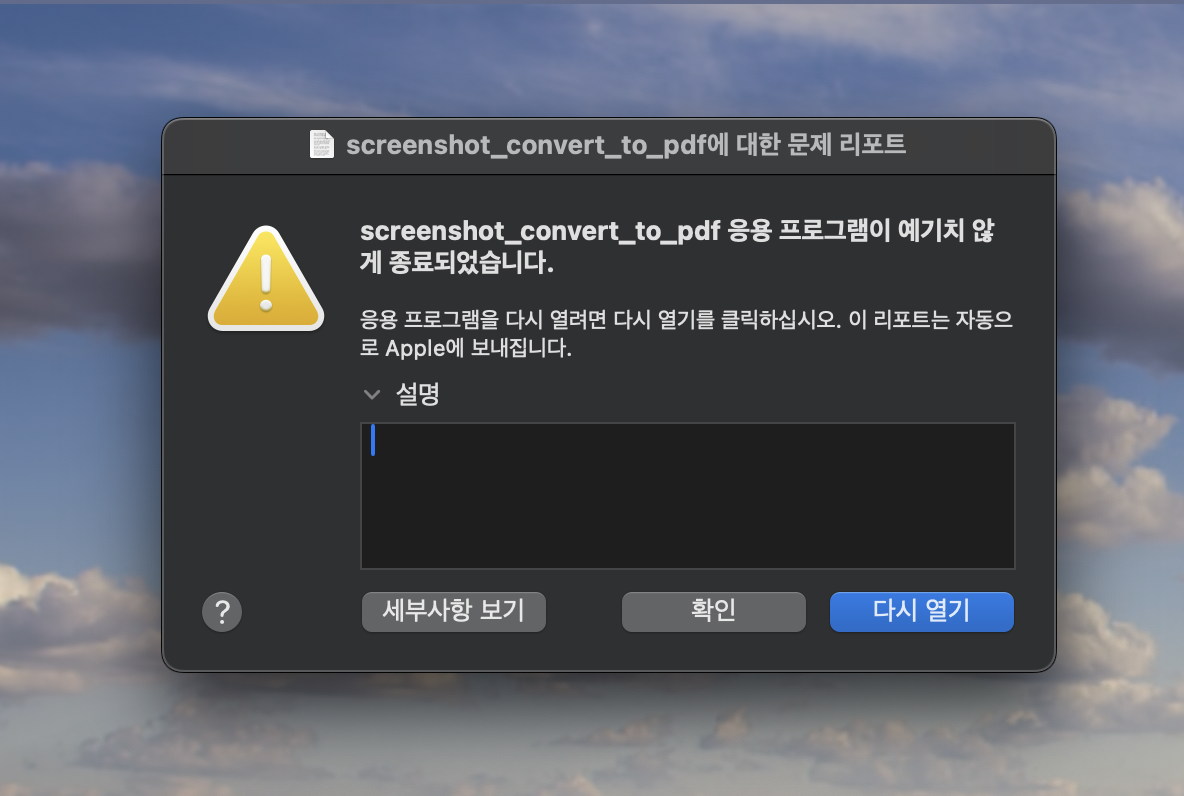 screenshot_convert_to_pdf에 대한 문제 리포트
screenshot_convert_to_pdf 응용 프로그램이 예기치 않
게 종료되었습니다.
응용 프로그램을 다시 열려면 다시 열기를 클릭하십시오. 이 리포트는 자동으
로 Apple에 보내집니다.
설명
?
세부사항 보기
확인
다시 열기